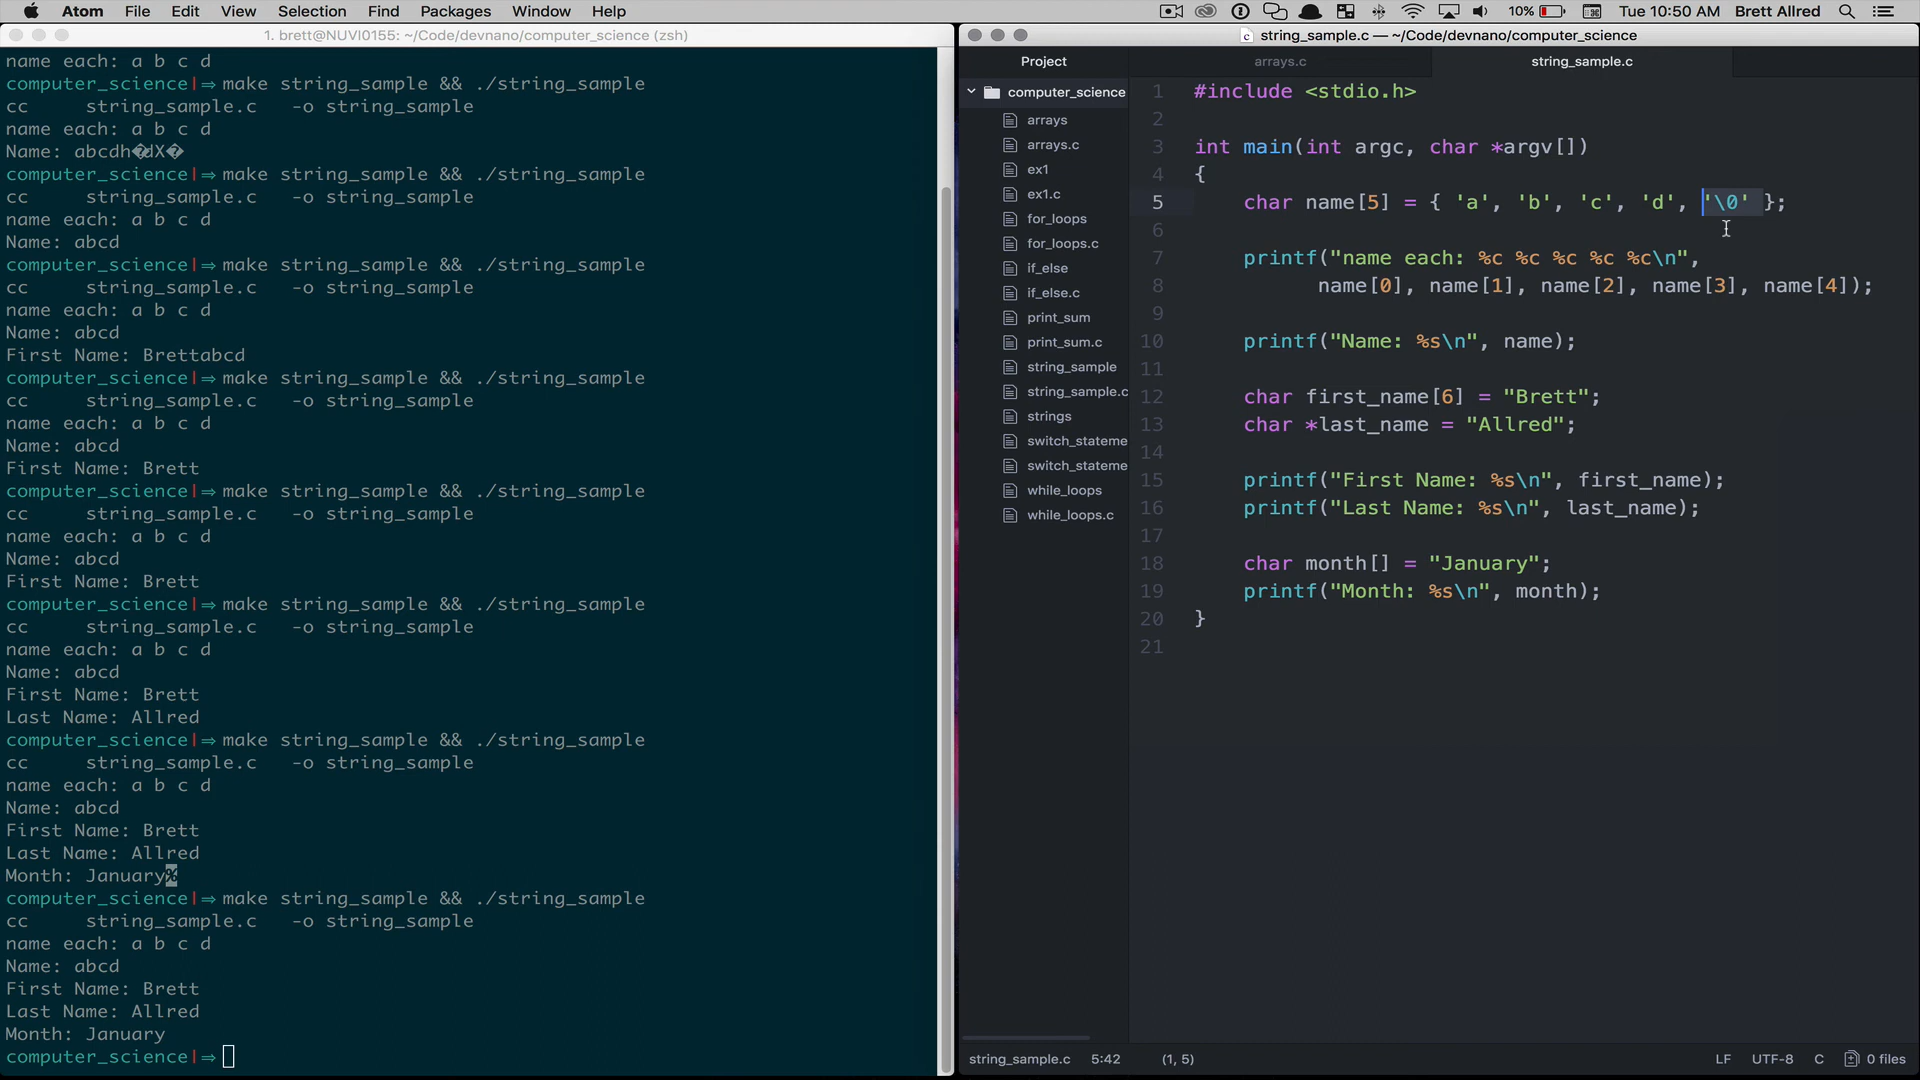 Atom File Edit View Selection Find Packages Window Help
10% Tue 10:50 AM Brett Allred
1. brett@NUVI0155: ~/Code/devnano/computer_science (zsh)
name each: a b c d
computer_science|⇒ make string_sample && ./string_sample
cc     string_sample.c   -o string_sample
name each: a b c d
Name: abcdh�dX�
computer_science|⇒ make string_sample && ./string_sample
cc     string_sample.c   -o string_sample
name each: a b c d
Name: abcd
computer_science|⇒ make string_sample && ./string_sample
cc     string_sample.c   -o string_sample
name each: a b c d
Name: abcd
First Name: Brettabcd
computer_science|⇒ make string_sample && ./string_sample
cc     string_sample.c   -o string_sample
name each: a b c d
Name: abcd
First Name: Brett
computer_science|⇒ make string_sample && ./string_sample
cc     string_sample.c   -o string_sample
name each: a b c d
Name: abcd
First Name: Brett
computer_science|⇒ make string_sample && ./string_sample
cc     string_sample.c   -o string_sample
name each: a b c d
Name: abcd
First Name: Brett
Last Name: Allred
computer_science|⇒ make string_sample && ./string_sample
cc     string_sample.c   -o string_sample
name each: a b c d
Name: abcd
First Name: Brett
Last Name: Allred
Month: January%
computer_science|⇒ make string_sample && ./string_sample
cc     string_sample.c   -o string_sample
name each: a b c d
Name: abcd
First Name: Brett
Last Name: Allred
Month: January
computer_science|⇒
string_sample.c — ~/Code/devnano/computer_science
Project
computer_science
arrays
arrays.c
ex1
ex1.c
for_loops
for_loops.c
if_else
if_else.c
print_sum
print_sum.c
string_sample
string_sample.c
strings
switch_stateme
switch_stateme
while_loops
while_loops.c
arrays.c string_sample.c
1 #include <stdio.h>
2
3 int main(int argc, char *argv[])
4 {
5     char name[5] = { 'a', 'b', 'c', 'd', '\0' };
6
7     printf("name each: %c %c %c %c %c\n",
8           name[0], name[1], name[2], name[3], name[4]);
9
10     printf("Name: %s\n", name);
11
12     char first_name[6] = "Brett";
13     char *last_name = "Allred";
14
15     printf("First Name: %s\n", first_name);
16     printf("Last Name: %s\n", last_name);
17
18     char month[] = "January";
19     printf("Month: %s\n", month);
20 }
21
string_sample.c 5:42 (1, 5) LF UTF-8 C 0 files